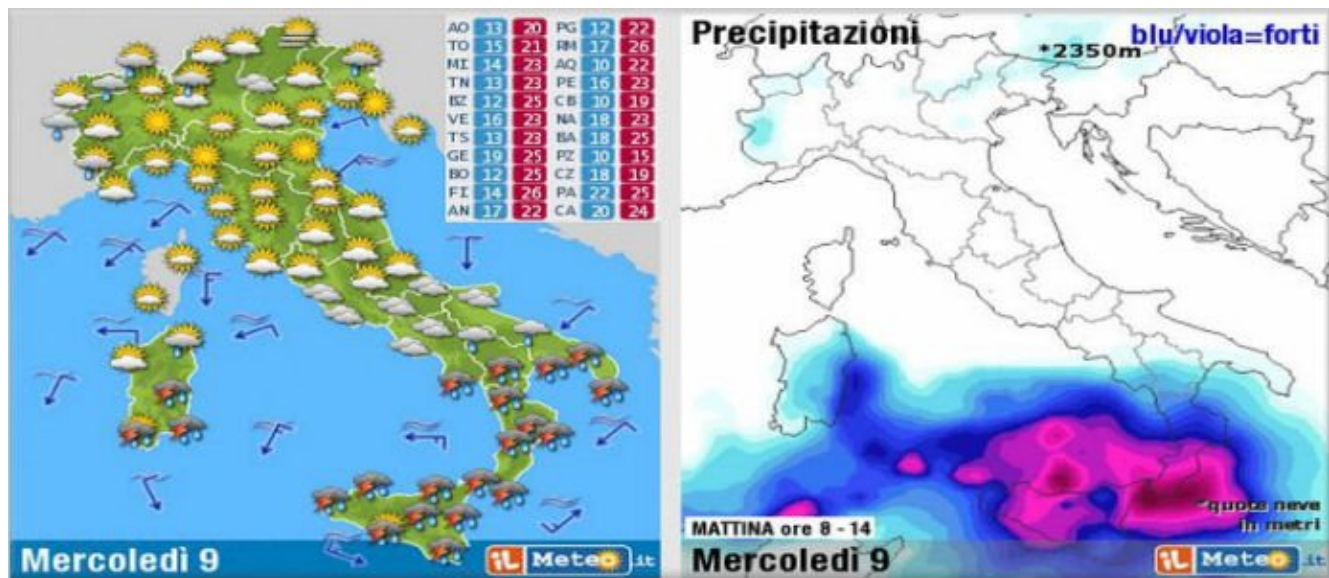 AO 13 20 PG 12 22
TO 15 21 RM 17 26
MI 14 23 AQ 10 22
TN 13 23 PE 16 23
BZ 12 25 CB 10 19
VE 16 23 NA 18 23
TS 13 23 BA 18 25
GE 19 25 PZ 10 15
BO 12 25 CZ 18 19
FI 14 26 PA 22 25
AN 17 22 CA 20 24
Mercoledì 9
iL Meteo.it
Precipitazioni
blu/viola=forti
*2350m
*quote neve
in metri
MATTINA ore 8 - 14
Mercoledì 9
iL Meteo.it